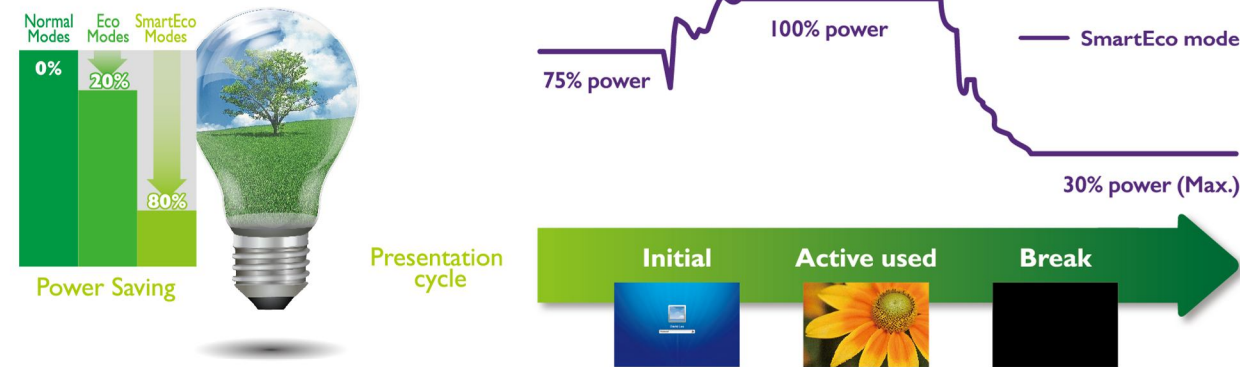 Normal Modes
Eco Modes
SmartEco Modes
0%
20%
80%
Power Saving
75% power
100% power
SmartEco mode
30% power (Max.)
Presentation
cycle
Initial
Active used
Break